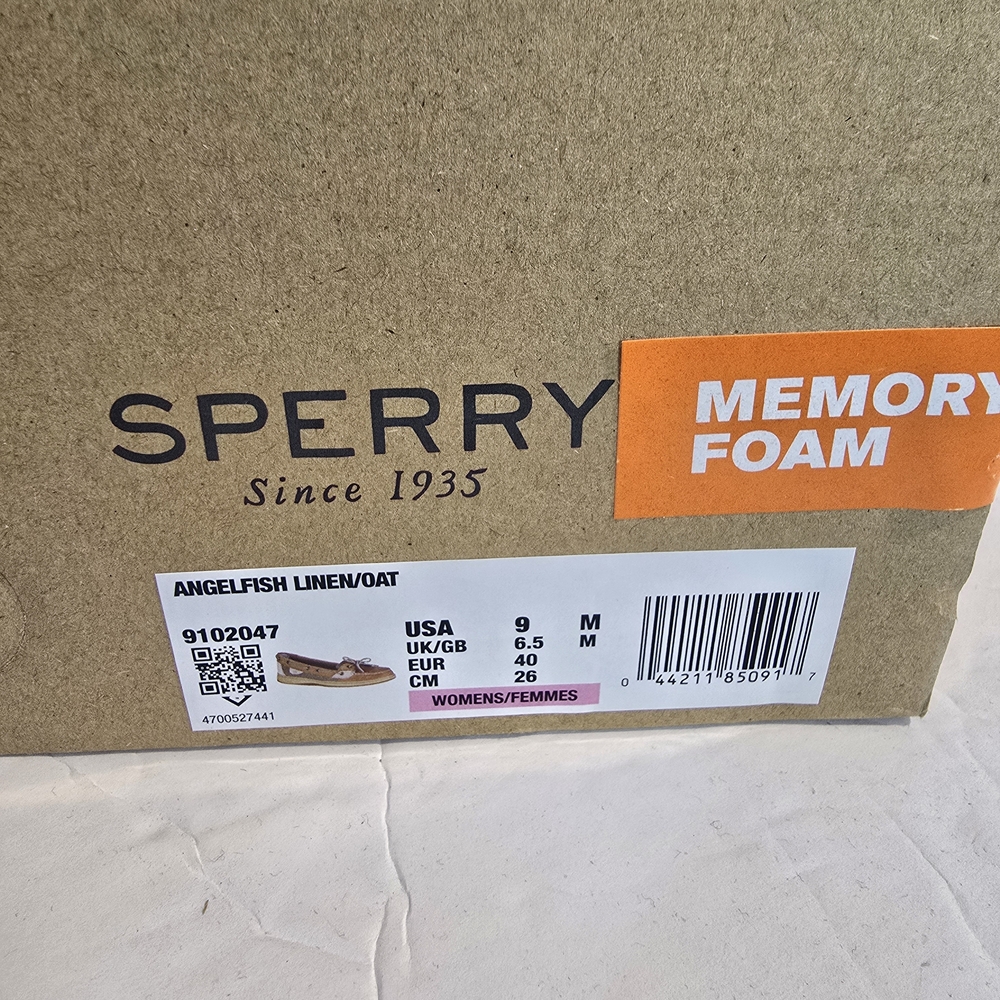 SPERRY
Since 1935
MEMORY
FOAM
ANGELFISH LINEN/OAT
9102047
4700527441
USA 9 M
UK/GB 6.5 M
EUR 40
CM 26
WOMENS/FEMMES
0 44211 85091 7